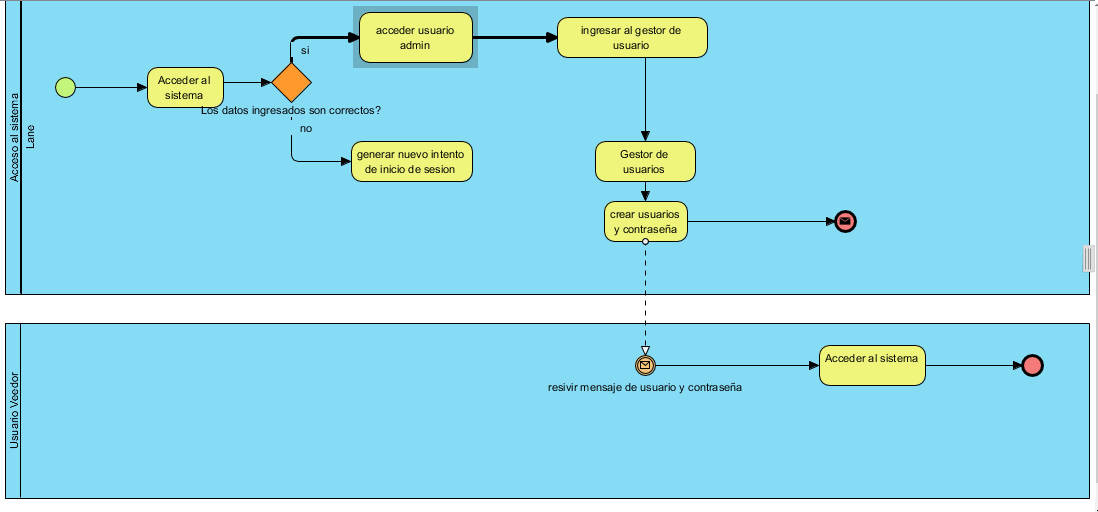 Acceso al sistema
Lane
Acceder al
sistema
Los datos ingresados son correctos?
si
no
acceder usuario
admin
generar nuevo intento
de inicio de sesion
ingresar al gestor de
usuario
Gestor de
usuarios
crear usuarios
y contraseña
Usuario Veedor
resivir mensaje de usuario y contraseña
Acceder al sistema